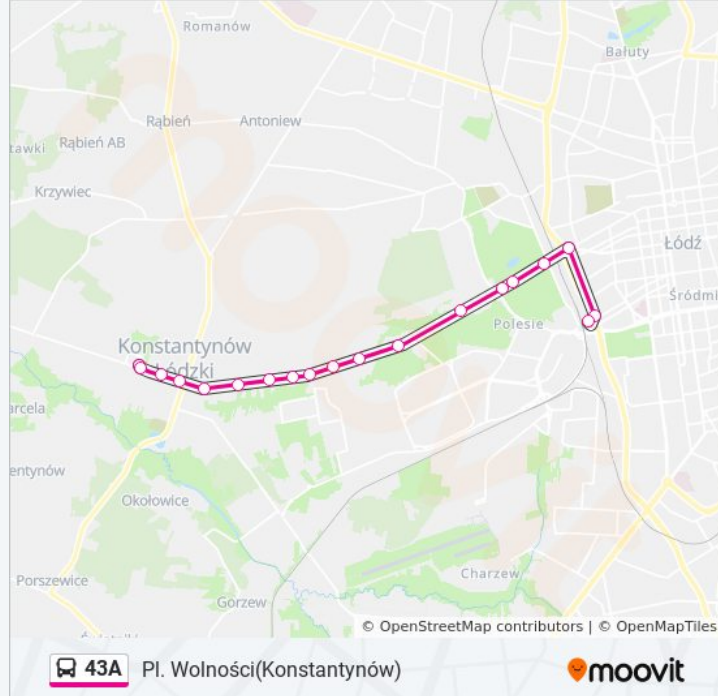 Romanów
Bałuty
Rąbień
Antoniew
tawki
Rąbień AB
Krzywiec
Łódź
Śródmi
Polesie
Konstantynów
Łódzki
arcela
entynów
Okołowice
Charzew
Porszewice
Gorzew
© OpenStreetMap contributors | © OpenMapTiles
43A Pl. Wolności(Konstantynów)
moovit